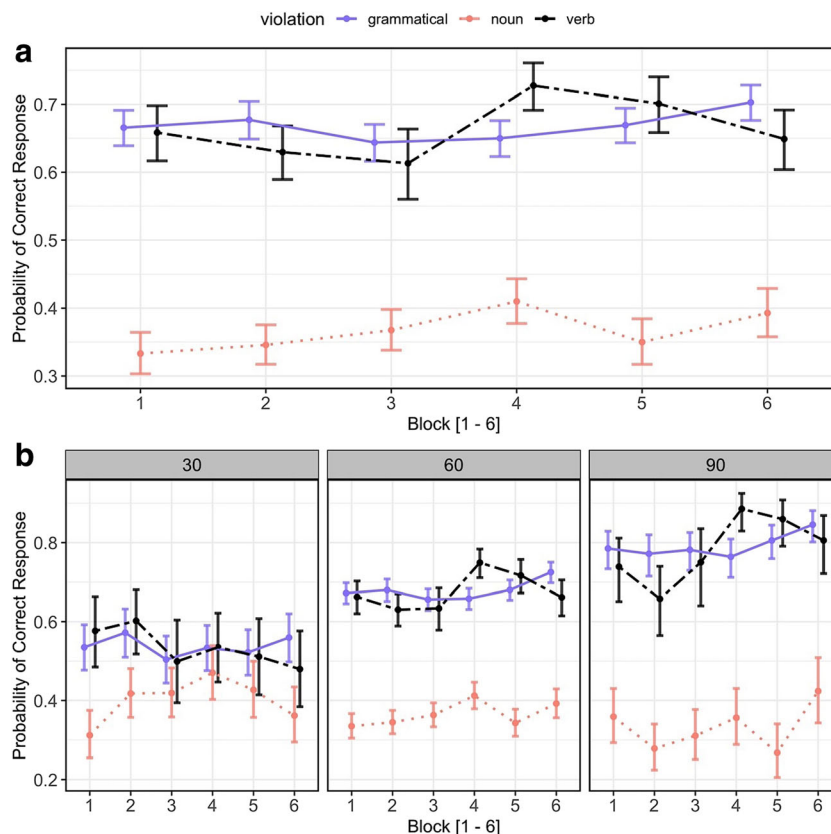 violation grammatical noun verb
a
Probability of Correct Response
0.7
0.6
0.5
0.4
0.3
1 2 3 4 5 6
Block [1 - 6]
b
30 60 90
Probability of Correct Response
0.8
0.6
0.4
0.2
1 2 3 4 5 6 1 2 3 4 5 6 1 2 3 4 5 6
Block [1 - 6]